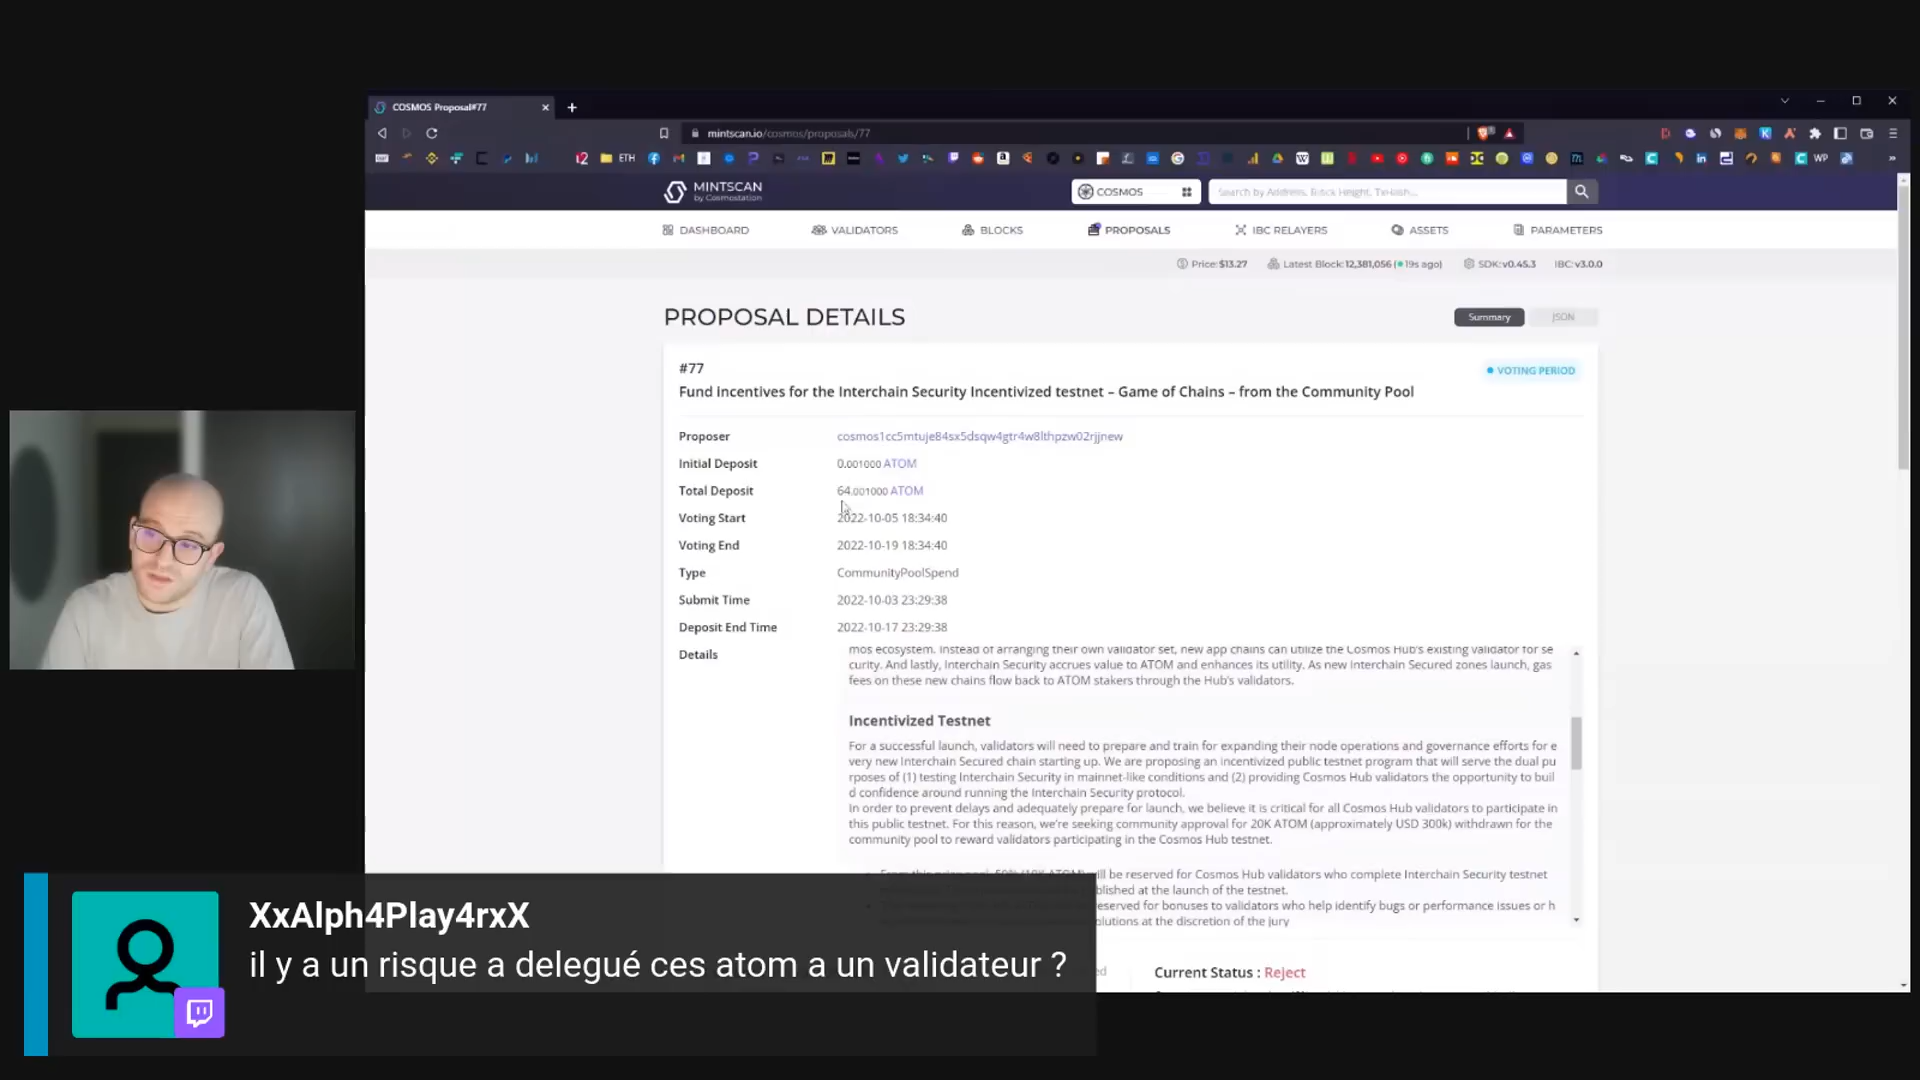 COSMOS Proposal#77
mintscan.io/cosmos/proposals/77
ETH
WP
MINTSCAN
by Cosmostation
COSMOS
Search by Address, Block Height, TxHash...
DASHBOARD
VALIDATORS
BLOCKS
PROPOSALS
IBC RELAYERS
ASSETS
PARAMETERS
Price:$13.27
Latest Block:12,381,056 (●19s ago)
SDK:v0.45.3
IBC:v3.0.0
PROPOSAL DETAILS
Summary
JSON
#77
VOTING PERIOD
Fund incentives for the Interchain Security Incentivized testnet – Game of Chains – from the Community Pool
Proposer
cosmos1cc5mtuje84sx5dsqw4gtr4w8lthpzw02rjjnew
Initial Deposit
0.001000 ATOM
Total Deposit
64.001000 ATOM
Voting Start
2022-10-05 18:34:40
Voting End
2022-10-19 18:34:40
Type
CommunityPoolSpend
Submit Time
2022-10-03 23:29:38
Deposit End Time
2022-10-17 23:29:38
Details
mos ecosystem. Instead of arranging their own validator set, new app chains can utilize the Cosmos Hub's existing validator for se
curity. And lastly, Interchain Security accrues value to ATOM and enhances its utility. As new Interchain Secured zones launch, gas
fees on these new chains flow back to ATOM stakers through the Hub's validators.
Incentivized Testnet
For a successful launch, validators will need to prepare and train for expanding their node operations and governance efforts for e
very new Interchain Secured chain starting up. We are proposing an incentivized public testnet program that will serve the dual pu
rposes of (1) testing Interchain Security in mainnet-like conditions and (2) providing Cosmos Hub validators the opportunity to buil
d confidence around running the Interchain Security protocol.
In order to prevent delays and adequately prepare for launch, we believe it is critical for all Cosmos Hub validators to participate in
this public testnet. For this reason, we're seeking community approval for 20K ATOM (approximately USD 300k) withdrawn for the
community pool to reward validators participating in the Cosmos Hub testnet.
will be reserved for Cosmos Hub validators who complete Interchain Security testnet
blished at the launch of the testnet.
eserved for bonuses to validators who help identify bugs or performance issues or h
olutions at the discretion of the jury
Current Status : Reject
XxAlph4Play4rxX
il y a un risque a delegué ces atom a un validateur ?